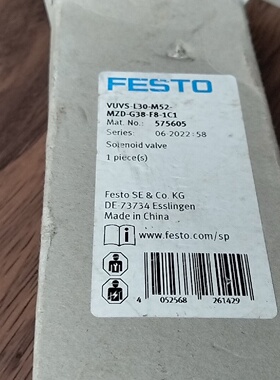 FESTO
VUVS-L30-M52-
MZD-G38-F8-1C1
Mat. No.: 575605
Series: 06.2022:58
Solenoid valve
1 piece(s)
Festo SE & Co. KG
DE-73734 Esslingen
Made in China
www.festo.com/sp
4 052568 261429